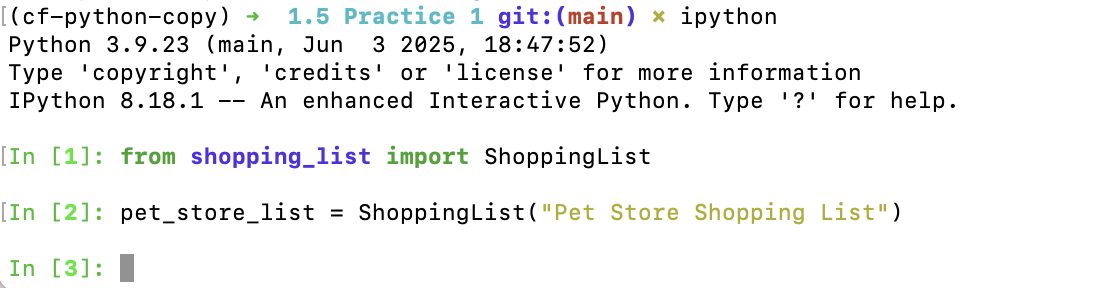 (cf-python-copy) ➜  1.5 Practice 1 git:(main) ✗ ipython
Python 3.9.23 (main, Jun  3 2025, 18:47:52)
Type 'copyright', 'credits' or 'license' for more information
IPython 8.18.1 -- An enhanced Interactive Python. Type '?' for help.
In [1]: from shopping_list import ShoppingList
In [2]: pet_store_list = ShoppingList("Pet Store Shopping List")
In [3]: